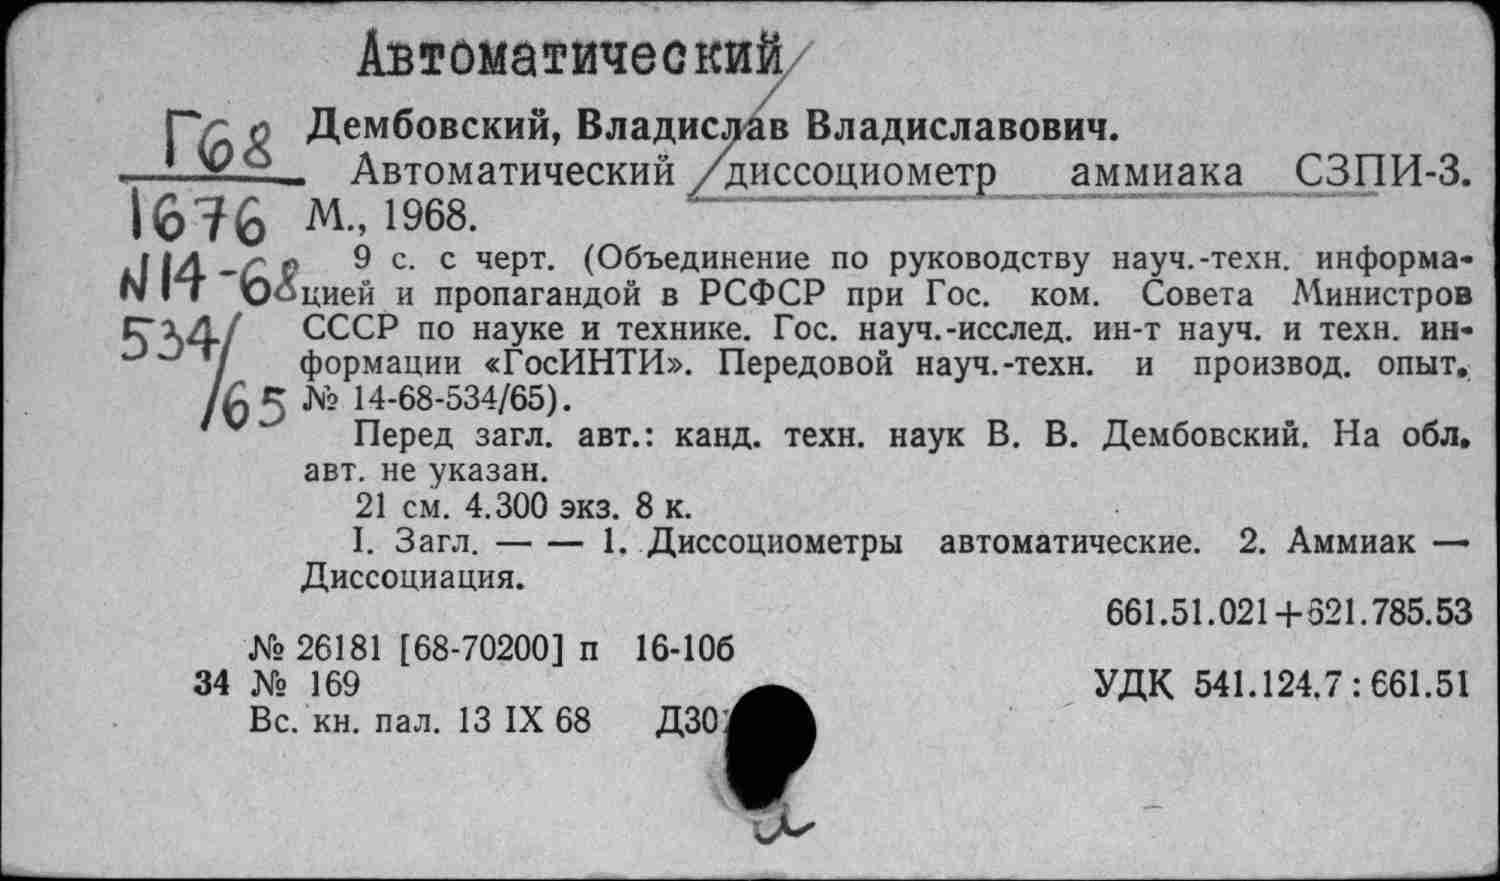 Автоматический/
Г68
1676
Дембовский, Владислав Владиславович.
Автоматический /диссоциометр аммиака СЗПИ-3.
М., 1968.
№14-68
534/
/65
9 с. с черт. (Объединение по руководству науч.-техн. информа-
цией и пропагандой в РСФСР при Гос. ком. Совета Министров
СССР по науке и технике. Гос. науч.-исслед. ин-т науч. и техн. ин-
формации «ГосИНТИ». Передовой науч.-техн. и производ. опыт.
№ 14-68-534/65).
Перед загл. авт.: канд. техн. наук В. В. Дембовский. На обл.
авт. не указан.
21 см. 4.300 экз. 8 к.
I. Загл. — — 1. Диссоциометры автоматические. 2. Аммиак —
Диссоциация.
661.51.021+621.785.53
№ 26181 [68-70200] п 16-10б
34 № 169 УДК 541.124.7:661.51
Вс. кн. пал. 13 IX 68